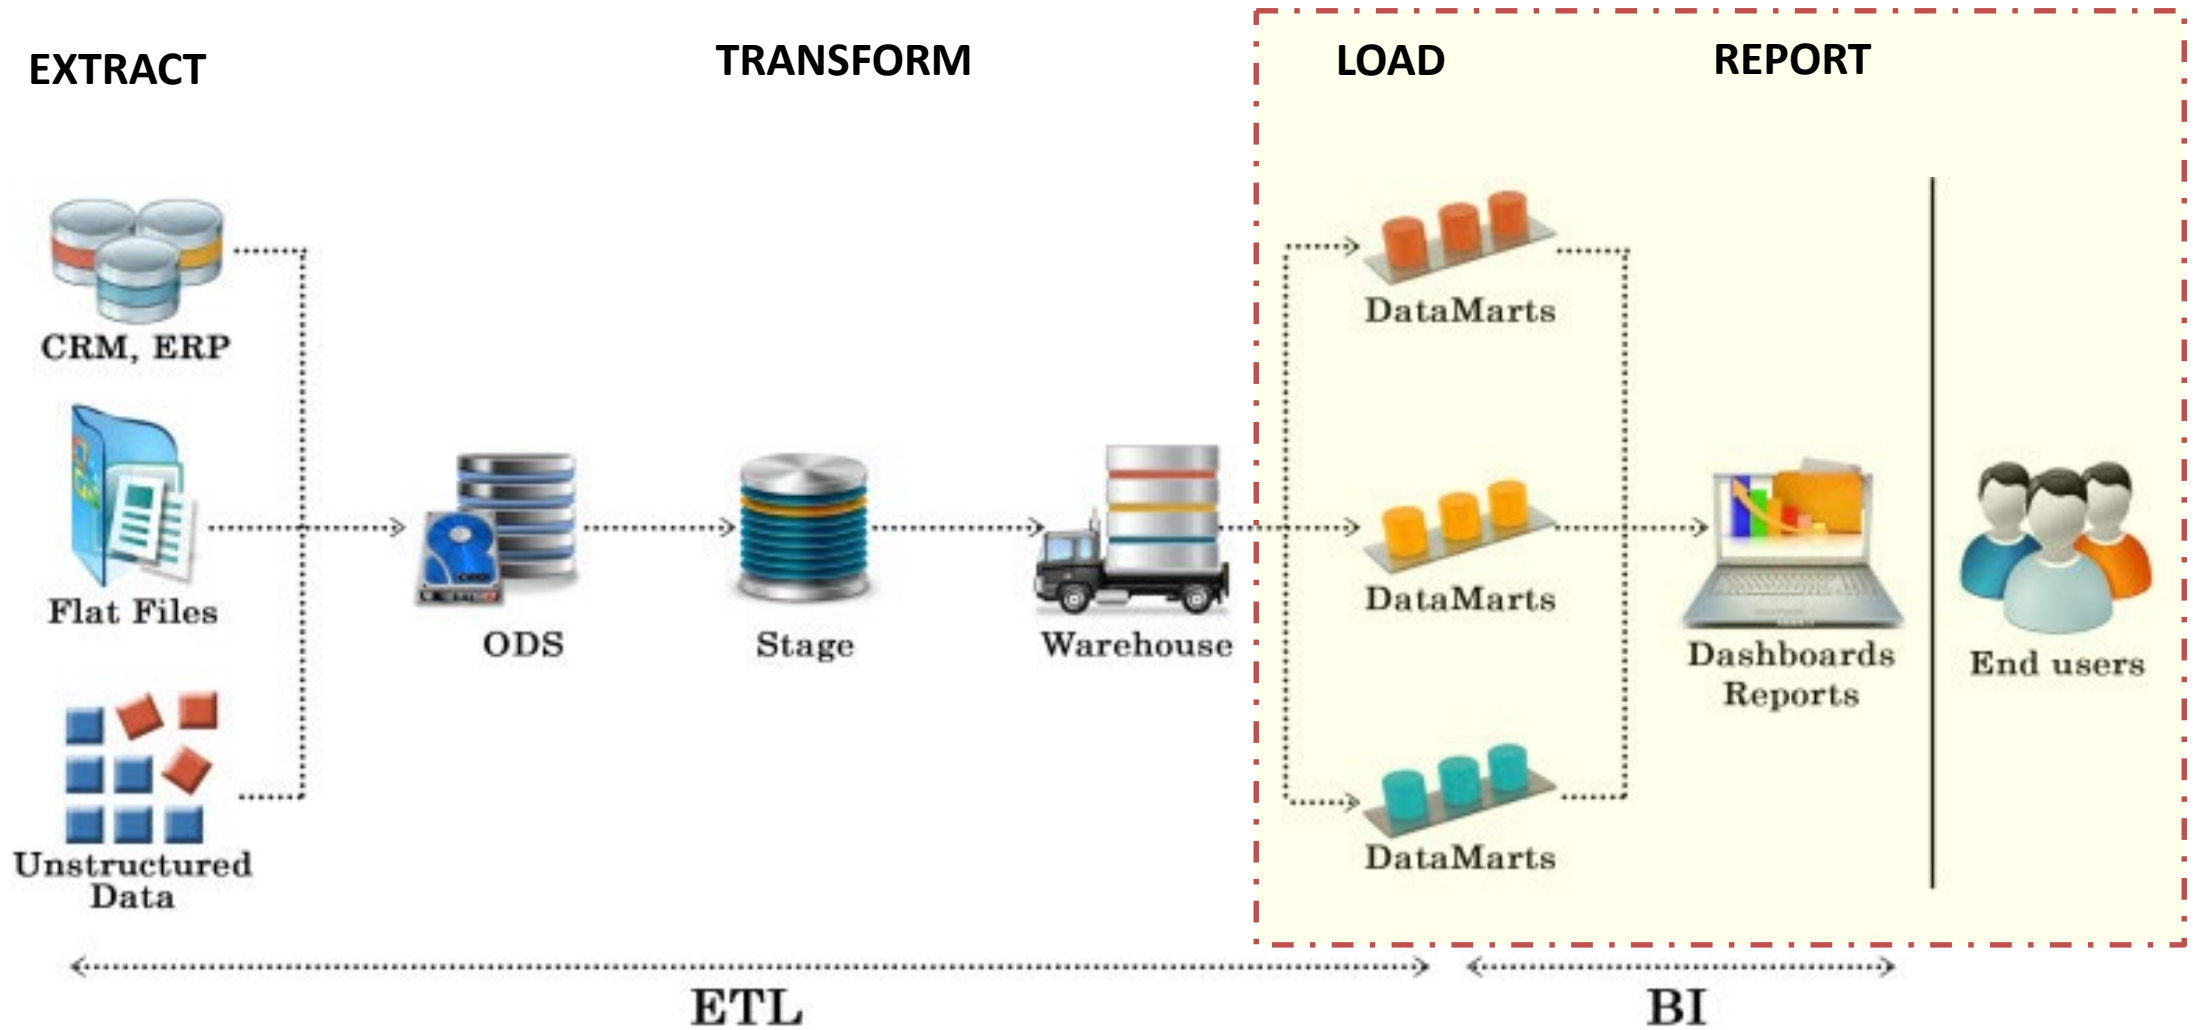 EXTRACT
TRANSFORM
LOAD
REPORT
CRM, ERP
Flat Files
Unstructured
Data
ODS
Stage
Warehouse
DataMarts
DataMarts
DataMarts
Dashboards
Reports
End users
ETL
BI